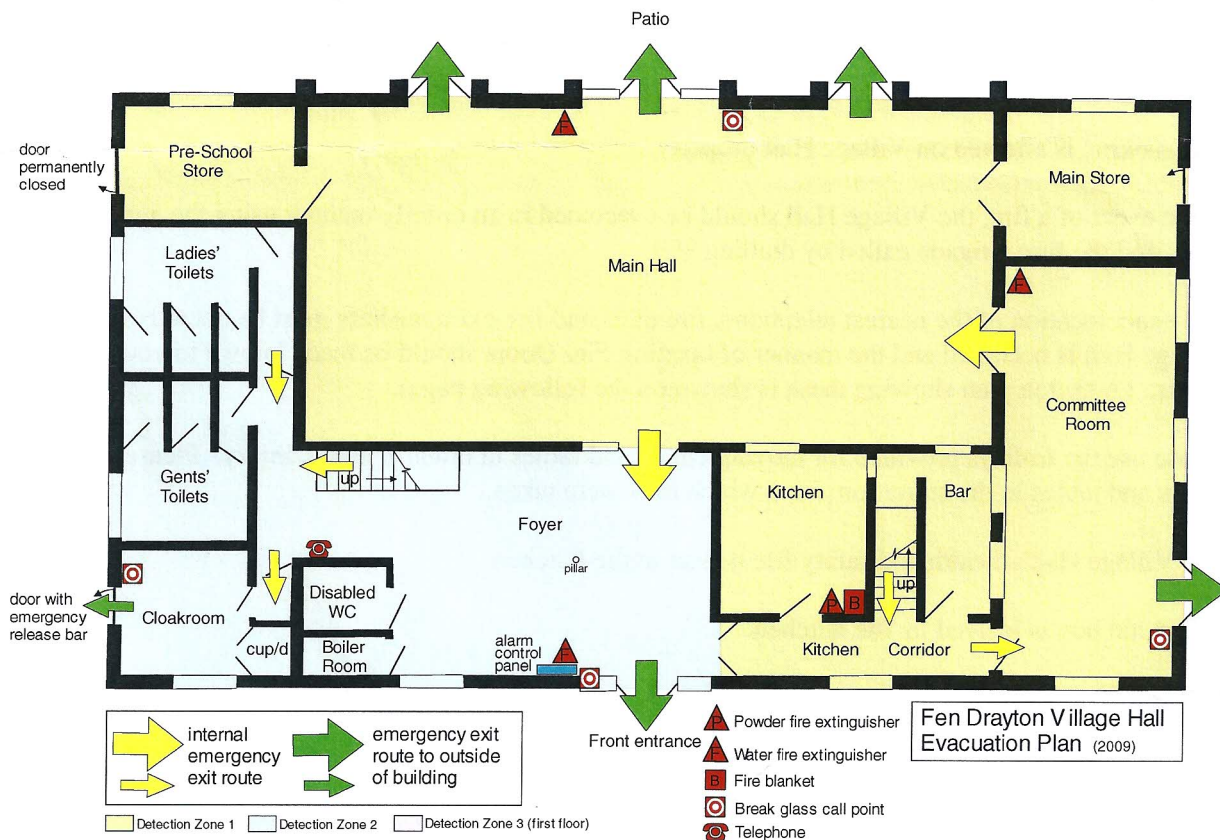 Patio
door
permanently
closed
Pre-School
Store
Main Store
Ladies'
Toilets
Main Hall
F
F
Committee
Room
Gents'
Toilets
up
Kitchen
Bar
Foyer
pillar
up
P
B
door with
emergency
release bar
Cloakroom
Disabled
WC
cup/d
Boiler
Room
alarm
control
panel
F
Kitchen Corridor
Front entrance
internal
emergency
exit route
emergency exit
route to outside
of building
Detection Zone 1
Detection Zone 2
Detection Zone 3 (first floor)
P Powder fire extinguisher
F Water fire extinguisher
B Fire blanket
Break glass call point
Telephone
Fen Drayton Village Hall
Evacuation Plan (2009)